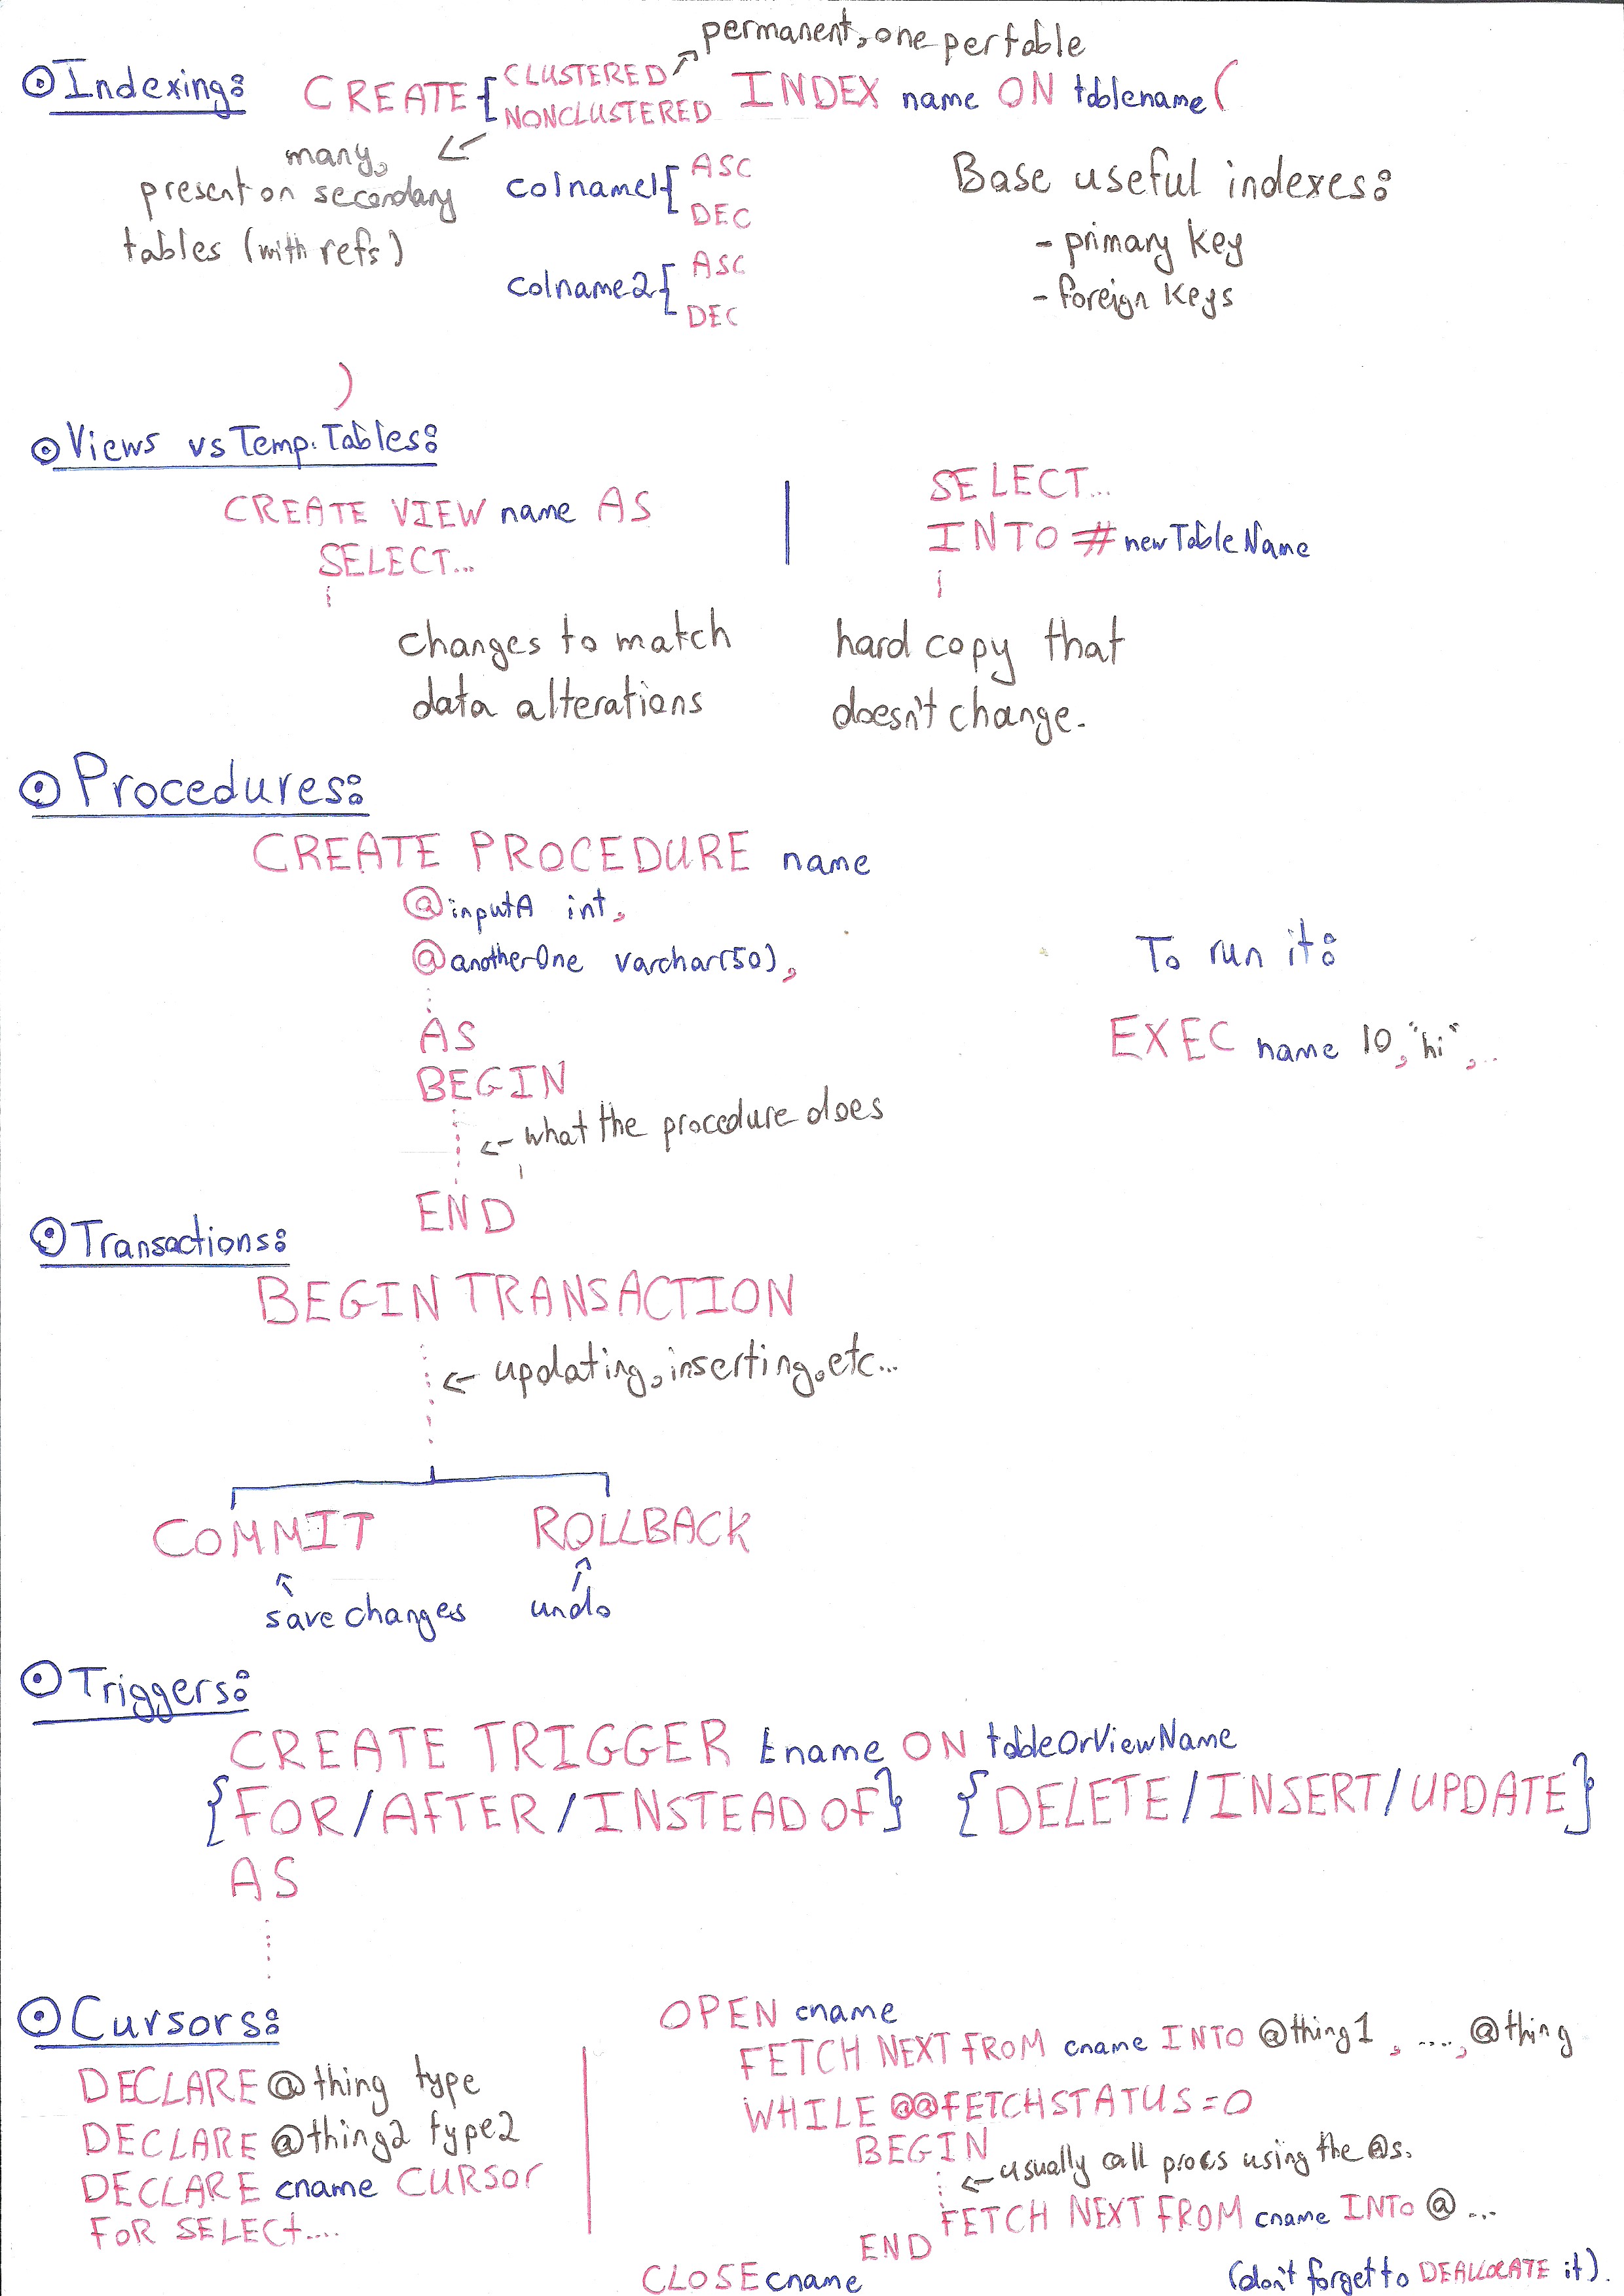 permanent, one per table
⊙ Indexing: CREATE { CLUSTERED
NONCLUSTERED INDEX name ON tablename (
many,
present on secondary
tables (with refs)
colname1 { ASC
DEC
colname2 { ASC
DEC
)
Base useful indexes:
- primary key
- foreign keys
⊙ Views vs Temp. Tables:
CREATE VIEW name AS
SELECT...
changes to match
data alterations
SELECT...
INTO #newTableName
hard copy that
doesn't change.
⊙ Procedures:
CREATE PROCEDURE name
@inputA int,
@anotherOne varchar(50),
AS
BEGIN
← what the procedure does
END
To run it:
EXEC name 10, "hi", ..
⊙ Transactions:
BEGIN TRANSACTION
← updating, inserting, etc...
COMMIT ROLLBACK
save changes undo
⊙ Triggers:
CREATE TRIGGER tname ON tableOrViewName
{FOR/AFTER/INSTEAD OF} {DELETE/INSERT/UPDATE}
AS
⊙ Cursors:
DECLARE @thing type
DECLARE @thing2 type2
DECLARE cname CURSOR
FOR SELECT....
OPEN cname
FETCH NEXT FROM cname INTO @thing1, ...., @thing
WHILE @@FETCHSTATUS=0
BEGIN
← usually call procs using the @s.
FETCH NEXT FROM cname INTO @ ...
END
CLOSE cname
(don't forget to DEALLOCATE it).